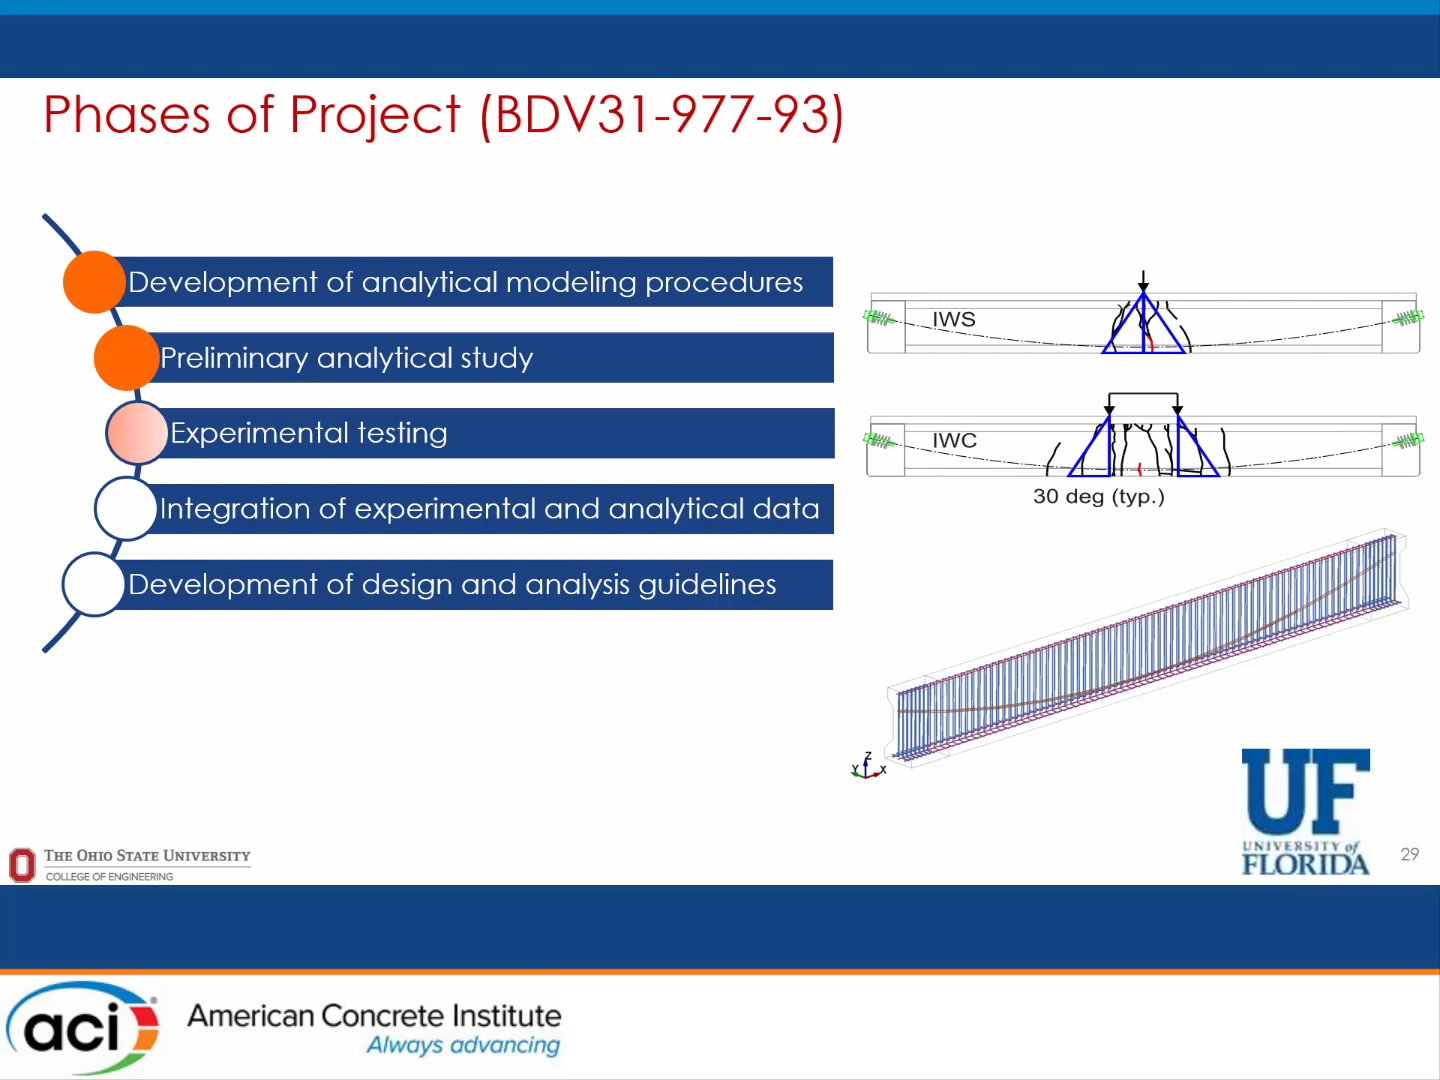 Phases of Project (BDV31-977-93)
Development of analytical modeling procedures
Preliminary analytical study
Experimental testing
Integration of experimental and analytical data
Development of design and analysis guidelines
IWS
IWC
30 deg (typ.)
Z
Y
X
UF
UNIVERSITY of
FLORIDA
29
THE OHIO STATE UNIVERSITY
COLLEGE OF ENGINEERING
aci®
American Concrete Institute
Always advancing